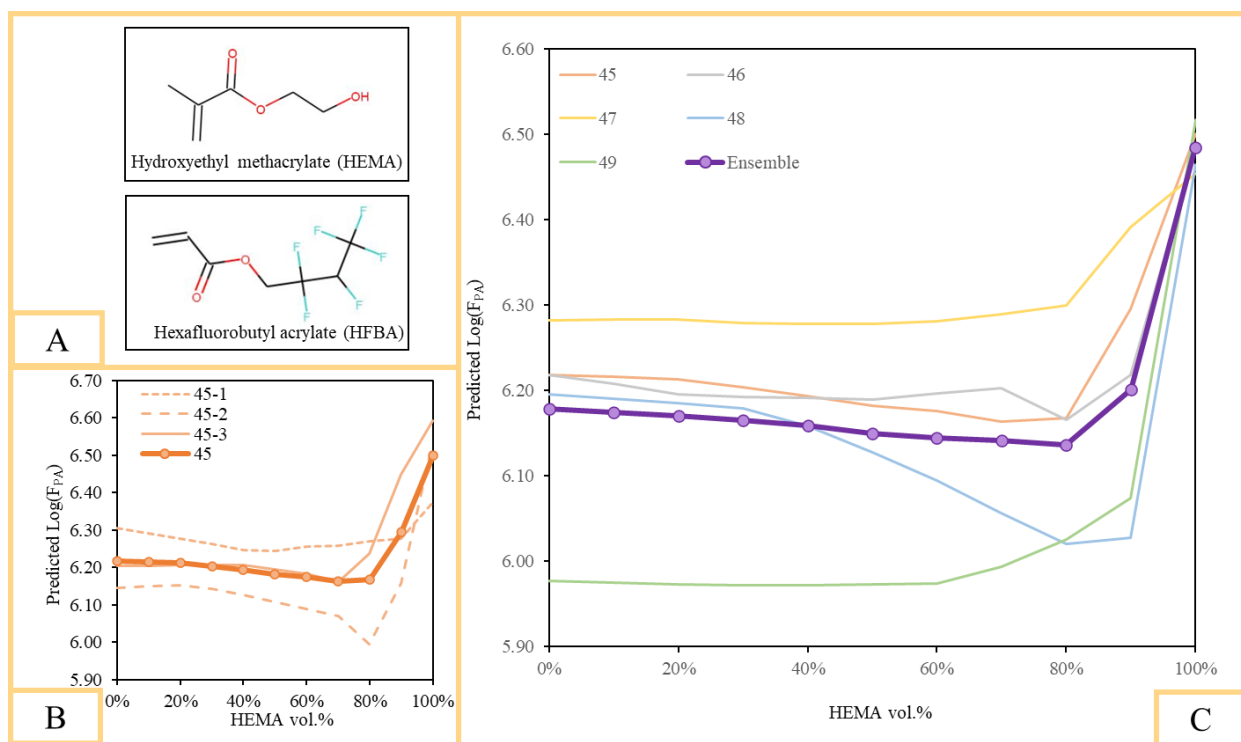 O
O
OH
Hydroxyethyl methacrylate (HEMA)
O
O
F
F
F
F
F
F
F
Hexafluorobutyl acrylate (HFBA)
A
6.70
6.60
6.50
6.40
6.30
6.20
6.10
6.00
5.90
Predicted Log(FPA)
45-1
45-2
45-3
45
0% 20% 40% 60% 80% 100%
HEMA vol.%
B
6.60
6.50
6.40
6.30
6.20
6.10
6.00
5.90
Predicted Log(FPA)
45 46
47 48
49 Ensemble
0% 20% 40% 60% 80% 100%
HEMA vol.%
C